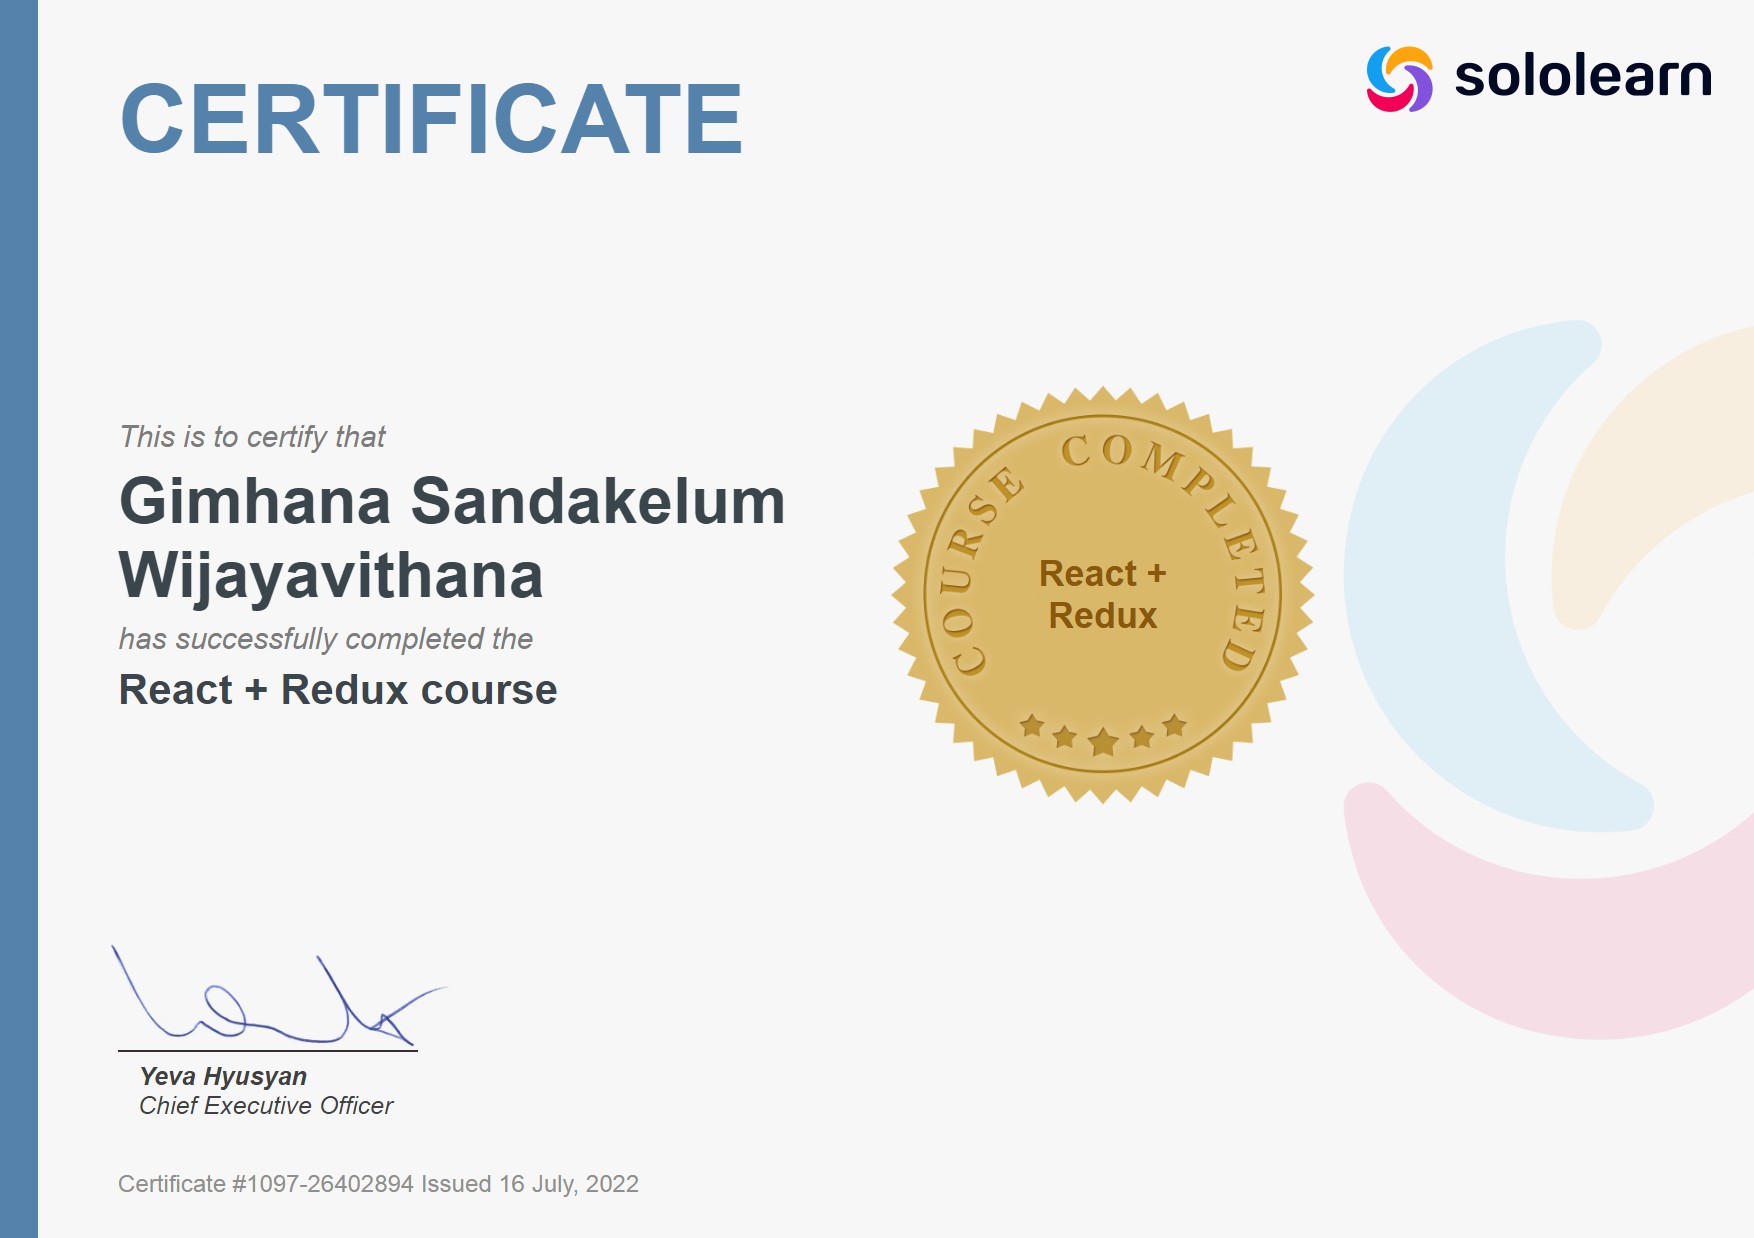 CERTIFICATE
sololearn
This is to certify that
Gimhana Sandakelum
Wijayavithana
has successfully completed the
React + Redux course
COURSE COMPLETED
React +
Redux
Yeva Hyusyan
Chief Executive Officer
Certificate #1097-26402894 Issued 16 July, 2022